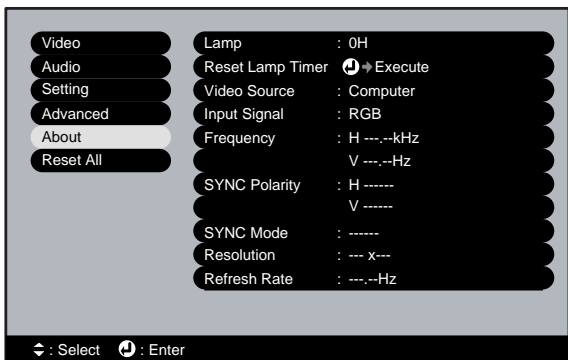 Video
Audio
Setting
Advanced
About
Reset All
Lamp : 0H
Reset Lamp Timer Execute
Video Source : Computer
Input Signal : RGB
Frequency : H ---.--kHz
V ---.--Hz
SYNC Polarity : H ------
V ------
SYNC Mode : ------
Resolution : --- x---
Refresh Rate : ---.--Hz
: Select : Enter